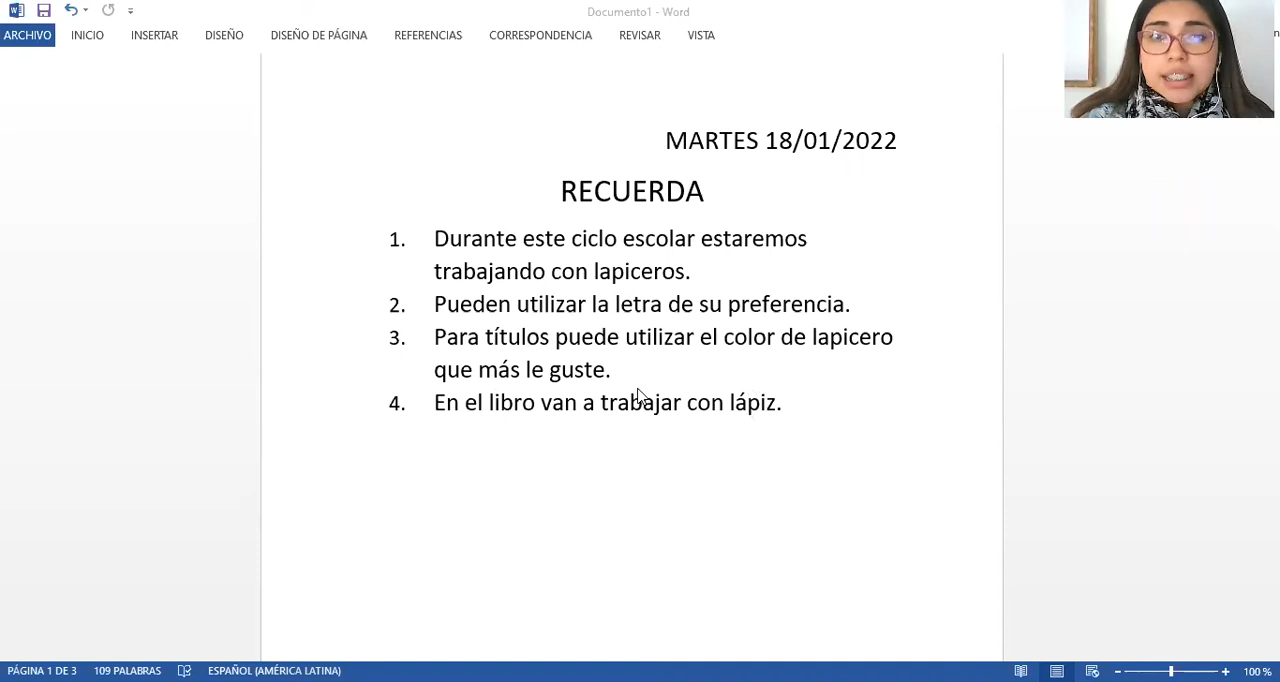 Documento1 - Word
ARCHIVO INICIO INSERTAR DISEÑO DISEÑO DE PÁGINA REFERENCIAS CORRESPONDENCIA REVISAR VISTA
MARTES 18/01/2022
RECUERDA
1. Durante este ciclo escolar estaremos
trabajando con lapiceros.
2. Pueden utilizar la letra de su preferencia.
3. Para títulos puede utilizar el color de lapicero
que más le guste.
4. En el libro van a trabajar con lápiz.
PÁGINA 1 DE 3 109 PALABRAS ESPAÑOL (AMÉRICA LATINA) 100 %